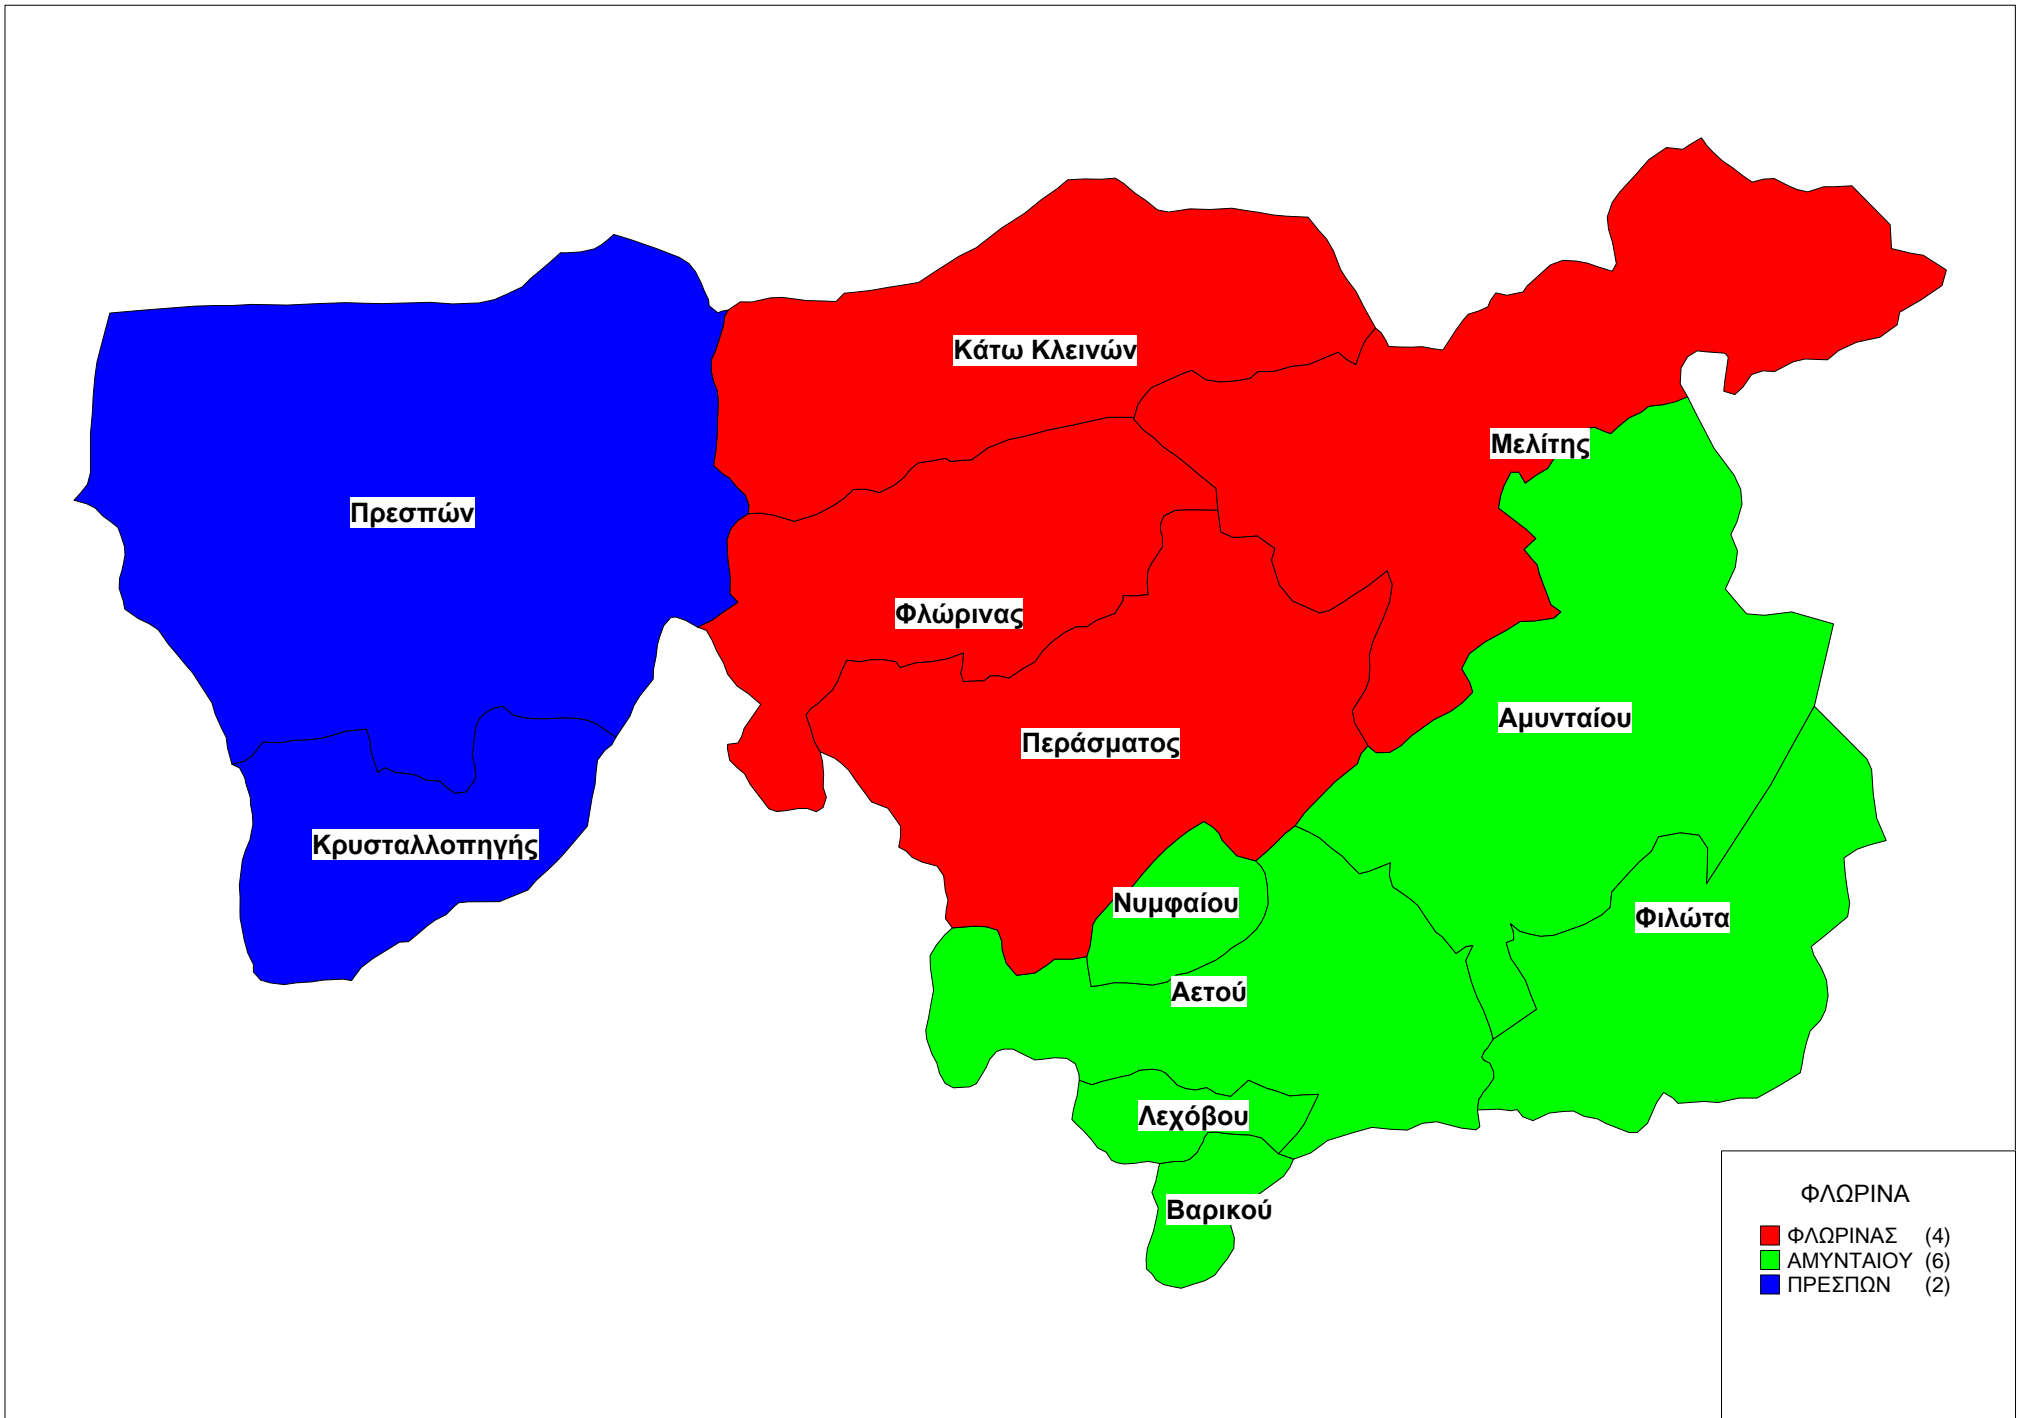 Κάτω Κλεινών
Μελίτης
Πρεσπών
Φλώρινας
Αμυνταίου
Περάσματος
Κρυσταλλοπηγής
Νυμφαίου
Φιλώτα
Αετού
Λεχόβου
Βαρικού
ΦΛΩΡΙΝΑ
ΦΛΩΡΙΝΑΣ (4)
ΑΜΥΝΤΑΙΟΥ (6)
ΠΡΕΣΠΩΝ (2)